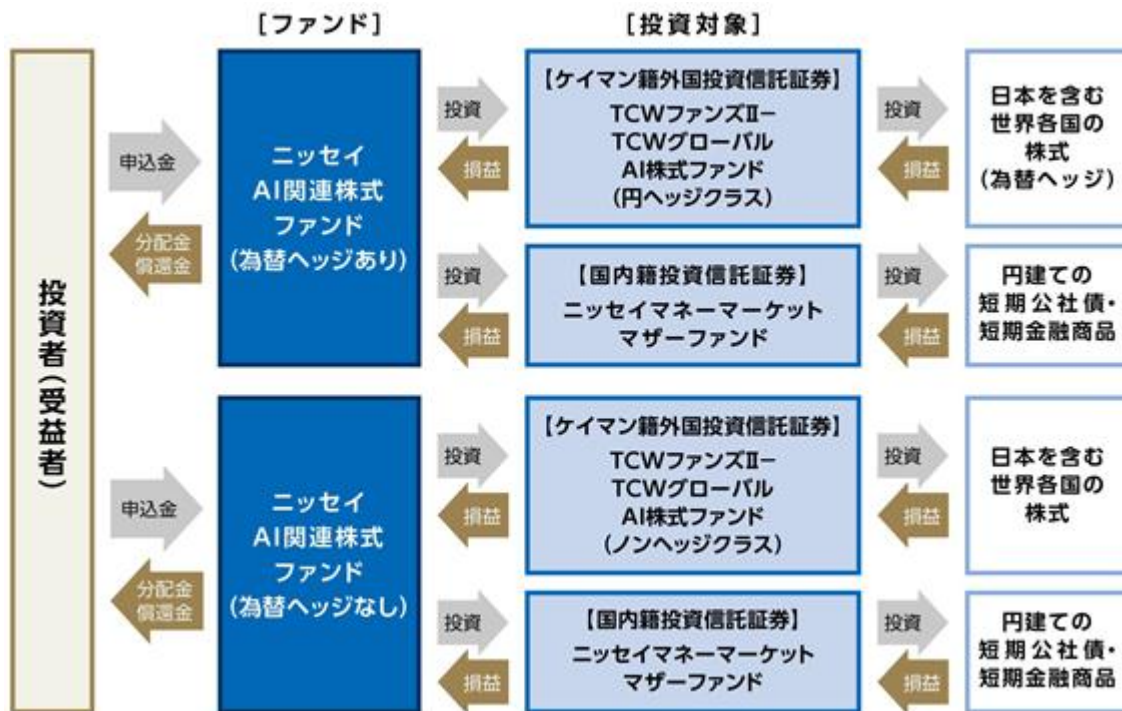 [ファンド]
[投資対象]
投資者(受益者)
申込金
分配金
償還金
ニッセイ
AI関連株式
ファンド
(為替ヘッジあり)
投資
損益
【ケイマン籍外国投資信託証券】
TCWファンズⅡ−
TCWグローバル
AI株式ファンド
(円ヘッジクラス)
投資
損益
日本を含む
世界各国の
株式
(為替ヘッジ)
投資
損益
【国内籍投資信託証券】
ニッセイマネーマーケット
マザーファンド
投資
損益
円建ての
短期公社債・
短期金融商品
申込金
分配金
償還金
ニッセイ
AI関連株式
ファンド
(為替ヘッジなし)
投資
損益
【ケイマン籍外国投資信託証券】
TCWファンズⅡ−
TCWグローバル
AI株式ファンド
(ノンヘッジクラス)
投資
損益
日本を含む
世界各国の
株式
投資
損益
【国内籍投資信託証券】
ニッセイマネーマーケット
マザーファンド
投資
損益
円建ての
短期公社債・
短期金融商品